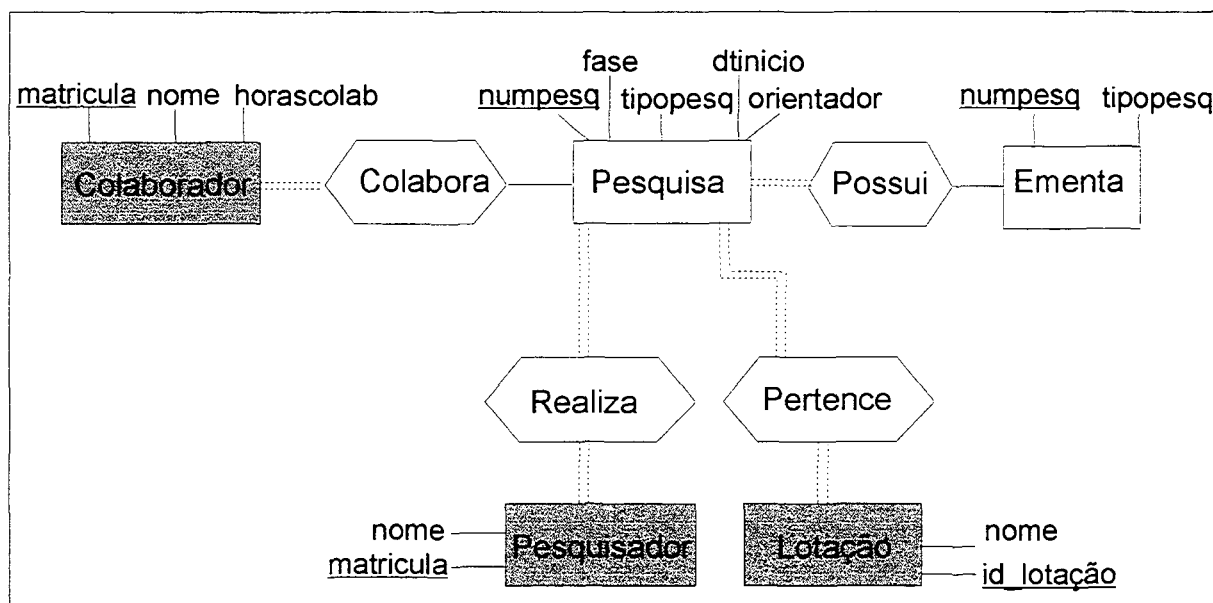 fase dtinicio
matricula nome horascolab numpesq tipopesq orientador numpesq tipopesq
Colaborador Colabora Pesquisa Possui Ementa
Realiza Pertence
nome Pesquisador Lotação nome
matricula id_lotação